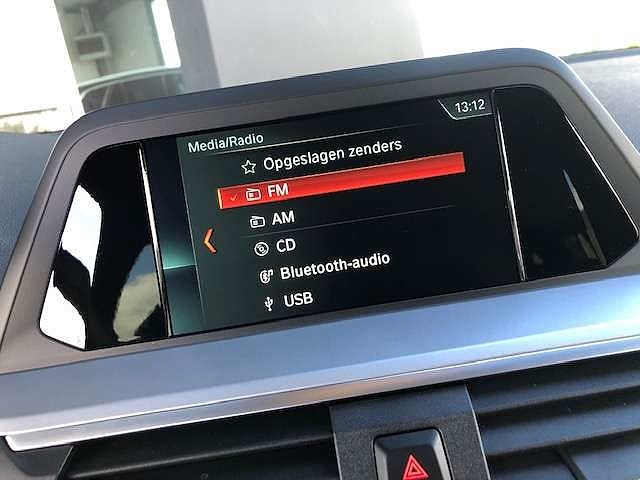 13:12
Media/Radio
Opgeslagen zenders
FM
AM
CD
Bluetooth-audio
USB